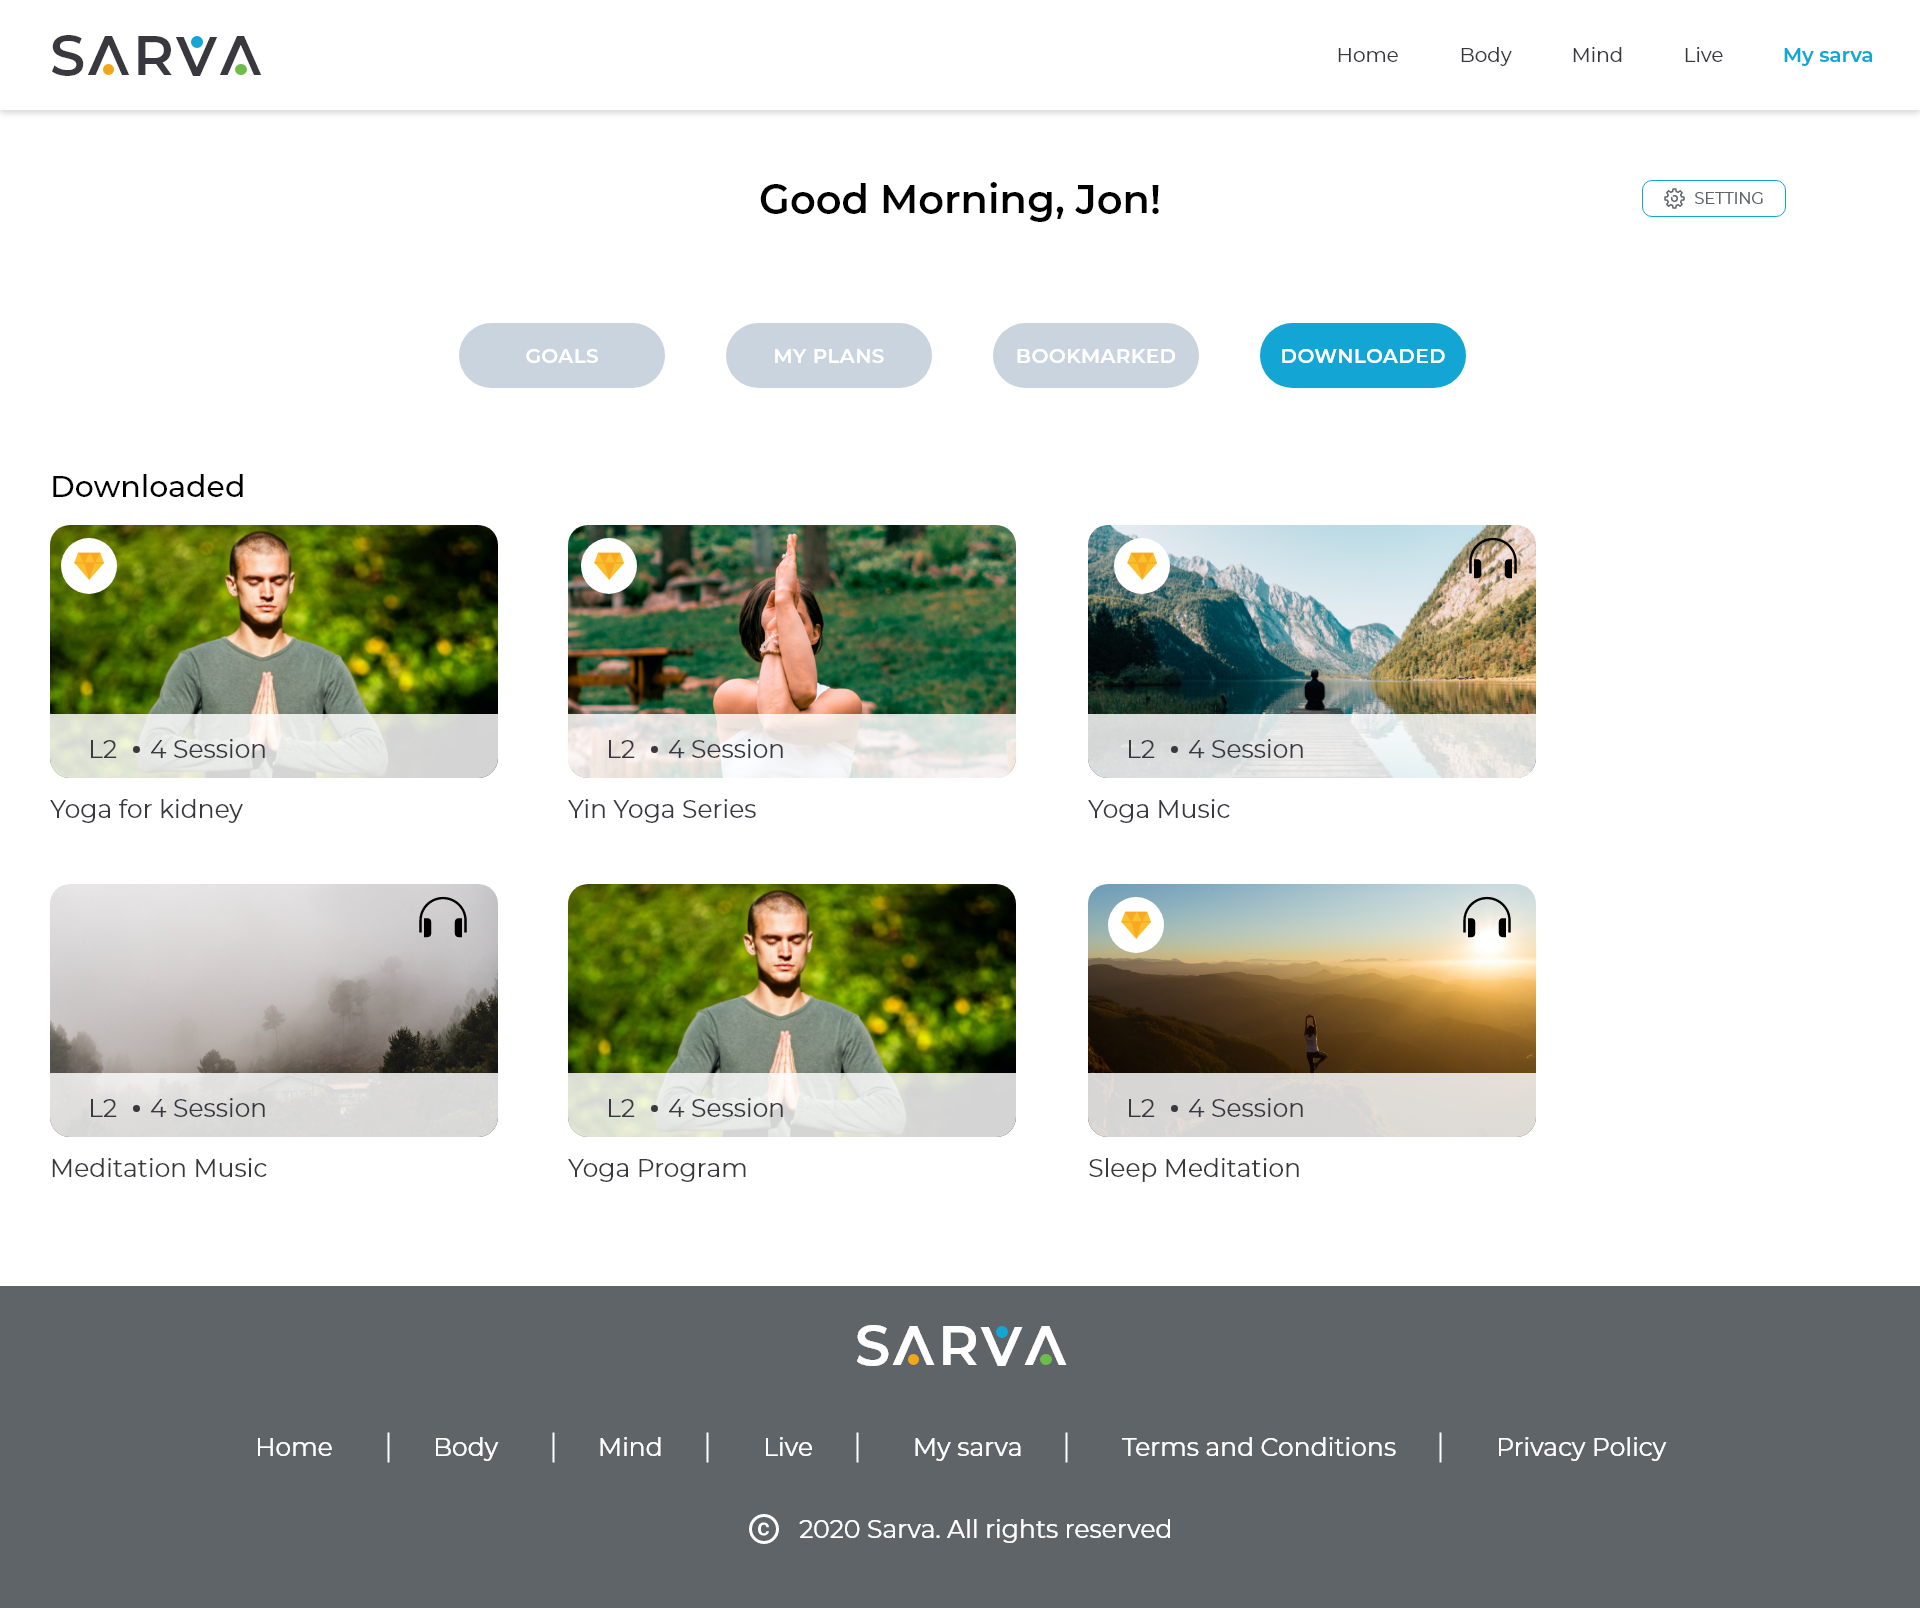 SARVA
Home Body Mind Live My sarva
Good Morning, Jon!
SETTING
GOALS MY PLANS BOOKMARKED DOWNLOADED
Downloaded
L2 • 4 Session
L2 • 4 Session
L2 • 4 Session
Yoga for kidney
Yin Yoga Series
Yoga Music
L2 • 4 Session
L2 • 4 Session
L2 • 4 Session
Meditation Music
Yoga Program
Sleep Meditation
SARVA
Home | Body | Mind | Live | My sarva | Terms and Conditions | Privacy Policy
© 2020 Sarva. All rights reserved